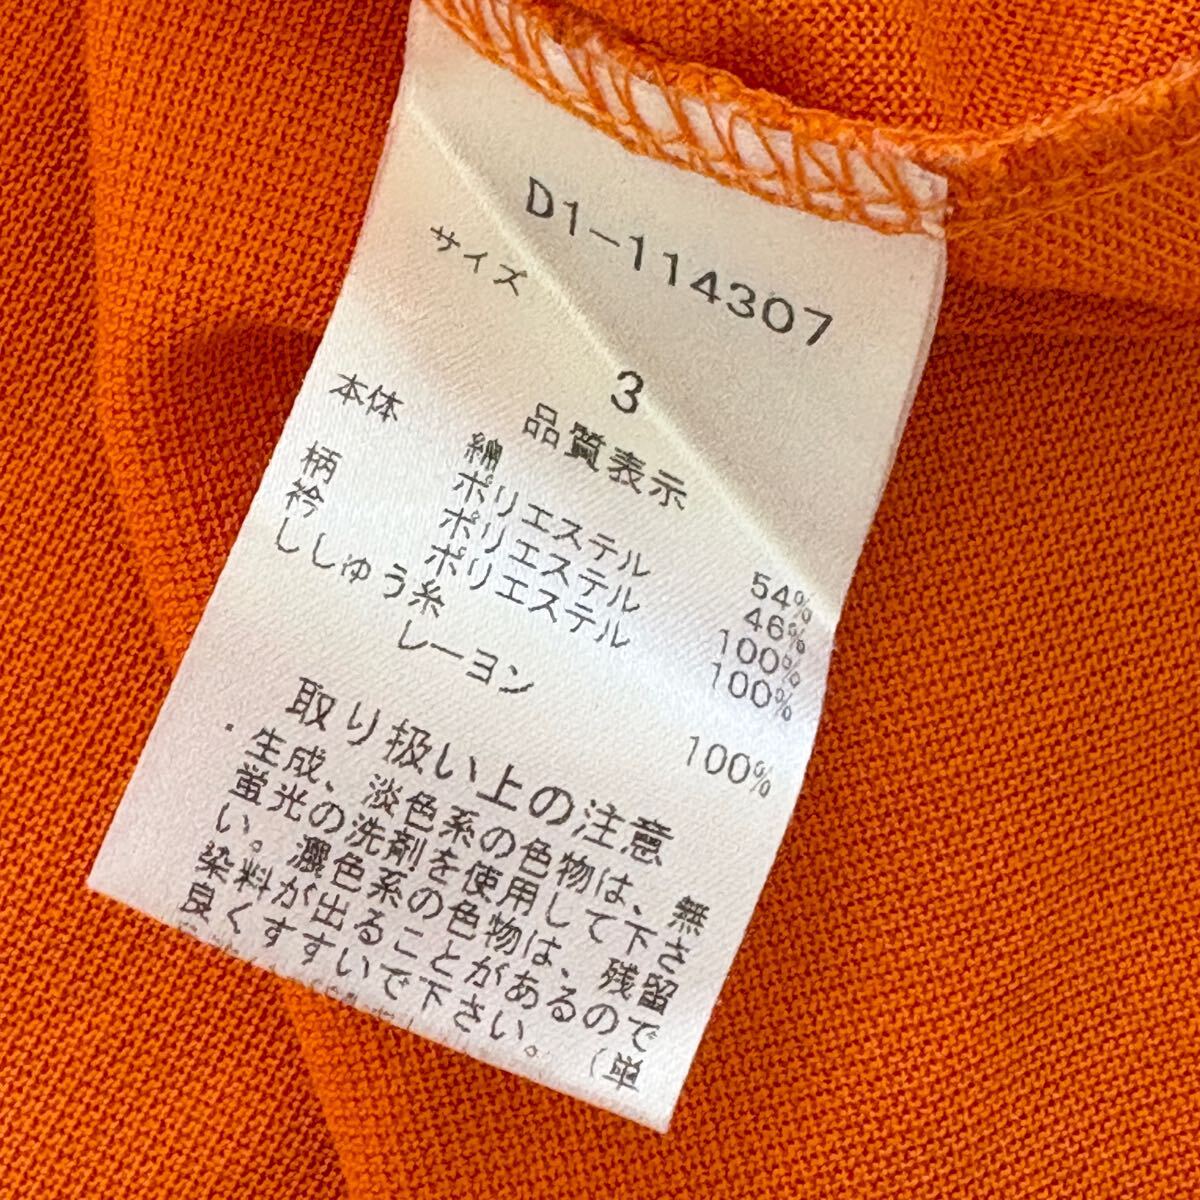 D1-114307
サイズ
3
品質表示
本体 綿 54%
ポリエステル 46%
柄 ポリエステル 100%
衿 ポリエステル 100%
ししゅう糸
レーヨン 100%
取り扱い上の注意
・生成、淡色系の色物は、無
蛍光の洗剤を使用して下さ
い。濃色系の色物は、残留
染料が出ることがあるので
良くすすいで下さい。(単